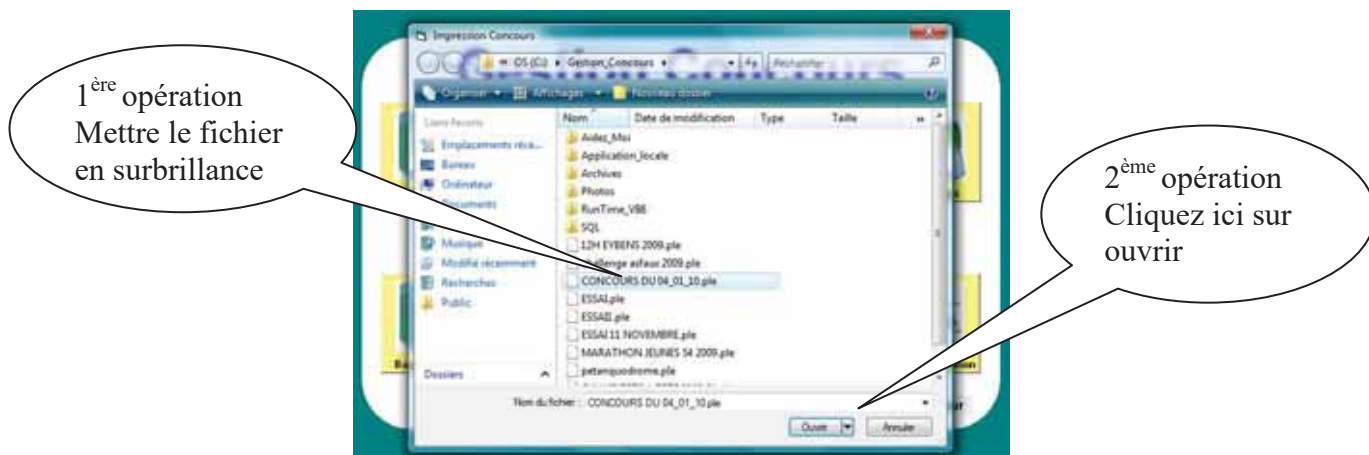 1ère opération
Mettre le fichier
en surbrillance
2ème opération
Cliquez ici sur
ouvrir
Impression Concours
Gestion Concours
OS (C:) Gestion_Concours Rechercher
Organiser Affichages Nouveau dossier
Liens favoris
Emplacements réce...
Bureau
Ordinateur
Documents
Musique
Modifié récemment
Recherches
Public
Dossiers
Nom Date de modification Type Taille »
Aidez_Moi
Application_locale
Archives
Photos
RunTime_VB6
SQL
12H EYBENS 2009.ple
challenge asfaux 2009.ple
CONCOURS DU 04_01_10.ple
ESSAI.ple
ESSAI1.ple
ESSAI 11 NOVEMBRE.ple
MARATHON JEUNES 54 2009.ple
petanquodrome.ple
Nom du fichier : CONCOURS DU 04_01_10.ple
Ouvrir Annuler